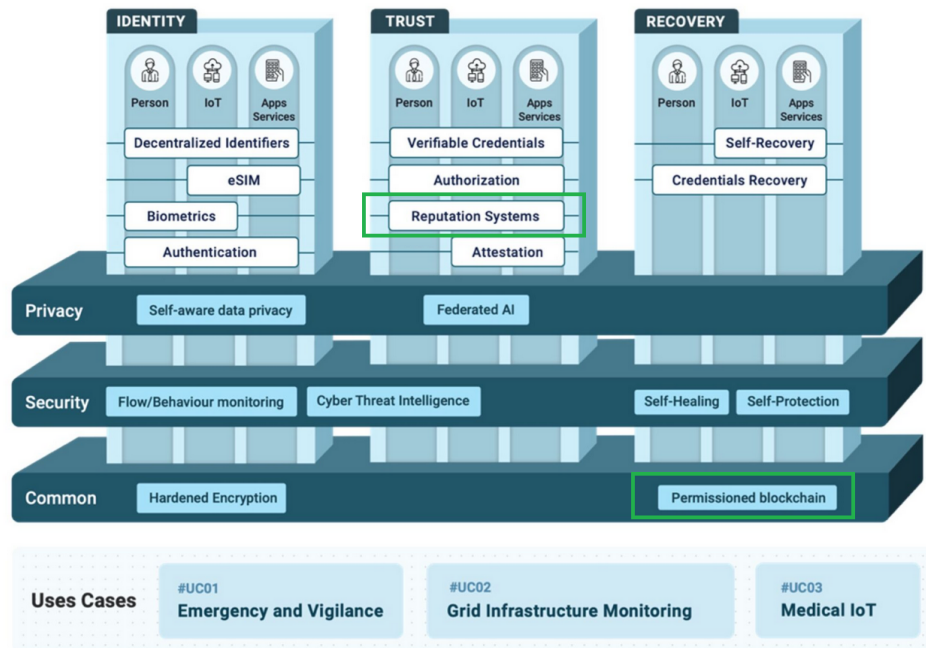 IDENTITY
TRUST
RECOVERY
Person
IoT
Apps
Services
Person
IoT
Apps
Services
Person
IoT
Apps
Services
Decentralized Identifiers
Verifiable Credentials
Self-Recovery
eSIM
Authorization
Credentials Recovery
Biometrics
Reputation Systems
Authentication
Attestation
Privacy
Self-aware data privacy
Federated AI
Security
Flow/Behaviour monitoring
Cyber Threat Intelligence
Self-Healing
Self-Protection
Common
Hardened Encryption
Permissioned blockchain
Uses Cases
#UC01
Emergency and Vigilance
#UC02
Grid Infrastructure Monitoring
#UC03
Medical IoT